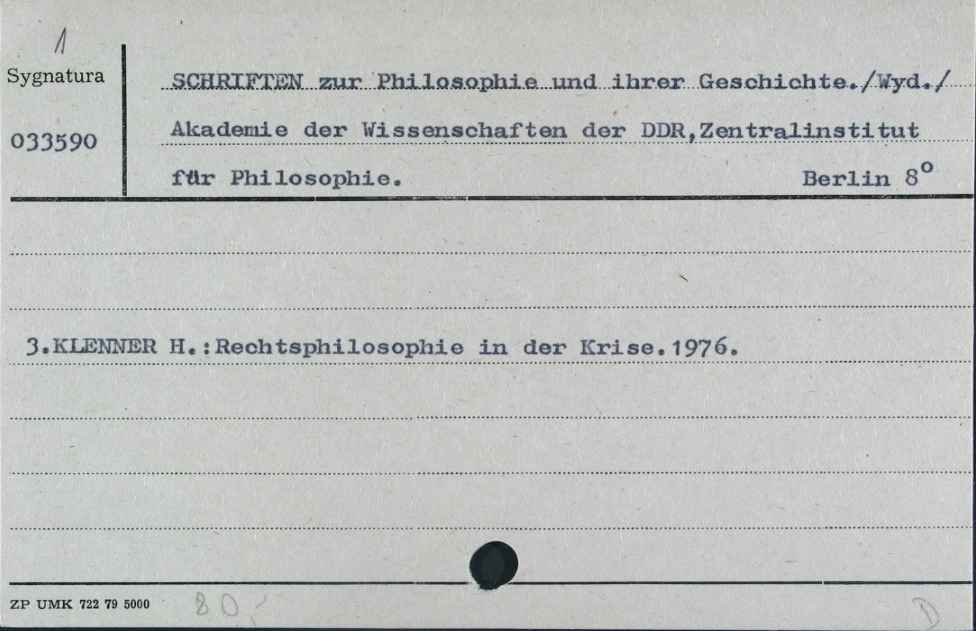 1
Sygnatura
SCHRIFTEN zur Philosophie und ihrer Geschichte./Wyd./
033590
Akademie der Wissenschaften der DDR,Zentralinstitut
für Philosophie. Berlin 8°
3.KLENNER H.:Rechtsphilosophie in der Krise.1976.
ZP UMK 722 79 5000
80,-
D